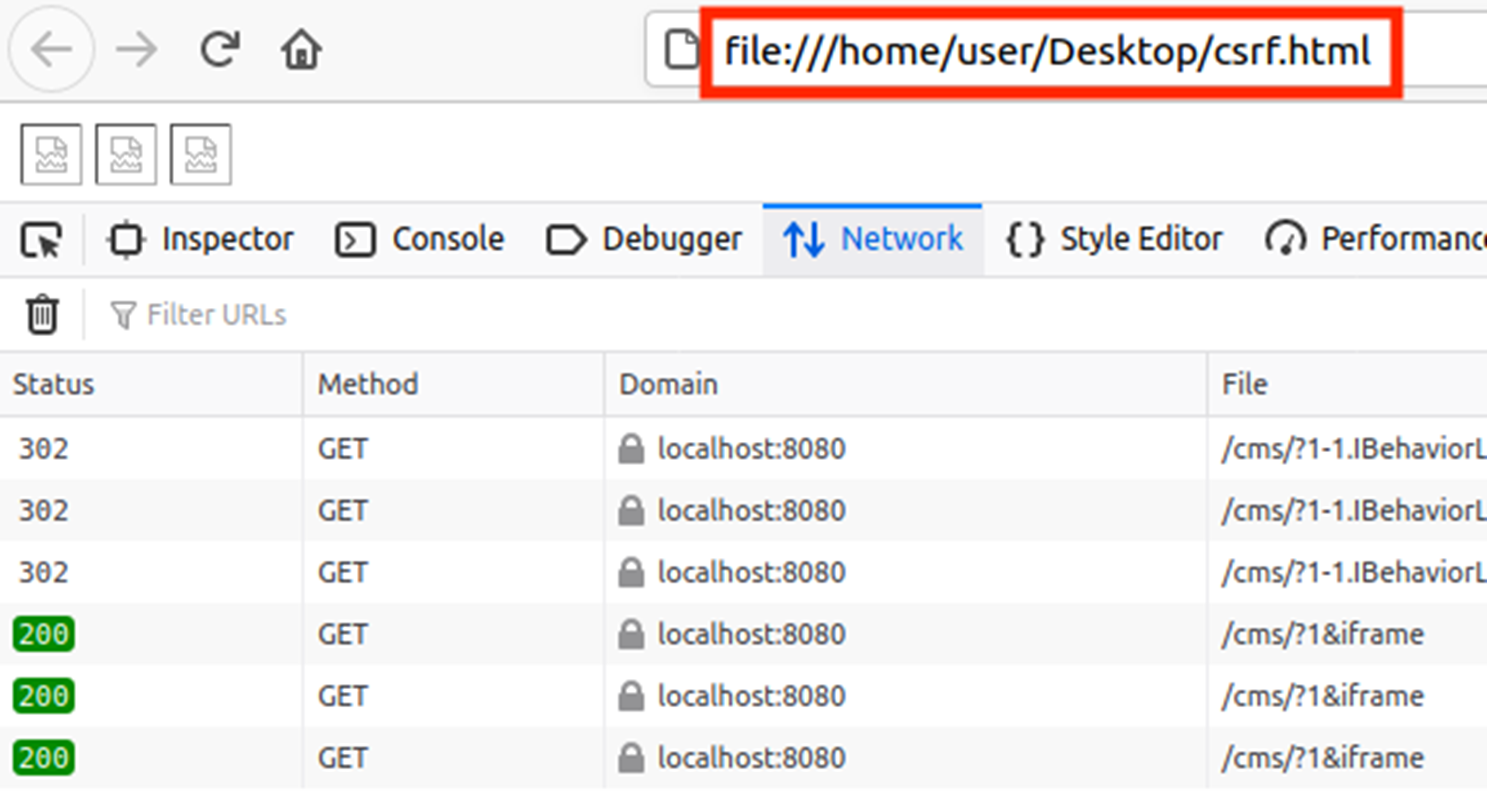 file:///home/user/Desktop/csrf.html
Inspector Console Debugger Network Style Editor Performanc
Filter URLs
Status Method Domain File
302 GET localhost:8080 /cms/?1-1.IBehaviorL
302 GET localhost:8080 /cms/?1-1.IBehaviorL
302 GET localhost:8080 /cms/?1-1.IBehaviorL
200 GET localhost:8080 /cms/?1&iframe
200 GET localhost:8080 /cms/?1&iframe
200 GET localhost:8080 /cms/?1&iframe